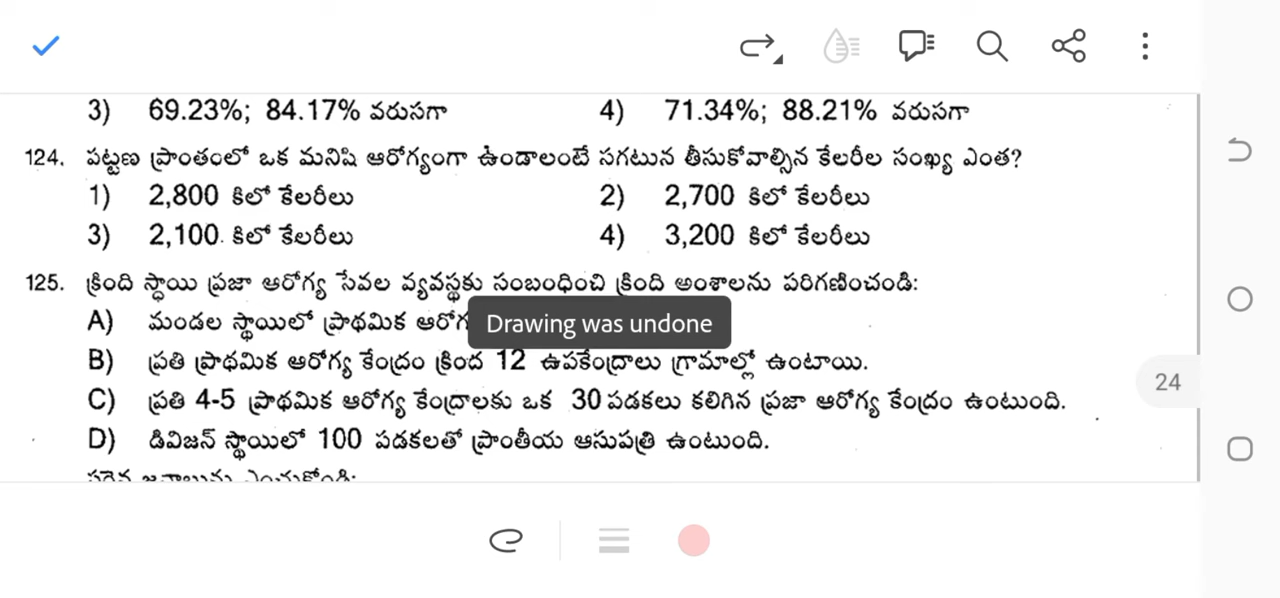 3) 69.23%; 84.17% వరుసగా 4) 71.34%; 88.21% వరుసగా
124. పట్టణ ప్రాంతంలో ఒక మనిషి ఆరోగ్యంగా ఉండాలంటే సగటున తీసుకోవాల్సిన కేలరీల సంఖ్య ఎంత?
1) 2,800 కిలో కేలరీలు 2) 2,700 కిలో కేలరీలు
3) 2,100 కిలో కేలరీలు 4) 3,200 కిలో కేలరీలు
125. క్రింది స్థాయి ప్రజా ఆరోగ్య సేవల వ్యవస్థకు సంబంధించి క్రింది అంశాలను పరిగణించండి:
A) మండల స్థాయిలో ప్రాథమిక
Drawing was undone
B) ప్రతి ప్రాథమిక ఆరోగ్య కేంద్రం క్రింద 12 ఉపకేంద్రాలు గ్రామాల్లో ఉంటాయి.
24
C) ప్రతి 4-5 ప్రాథమిక ఆరోగ్య కేంద్రాలకు ఒక 30 పడకలు కలిగిన ప్రజా ఆరోగ్య కేంద్రం ఉంటుంది.
D) డివిజన్ స్థాయిలో 100 పడకలతో ప్రాంతీయ ఆసుపత్రి ఉంటుంది.